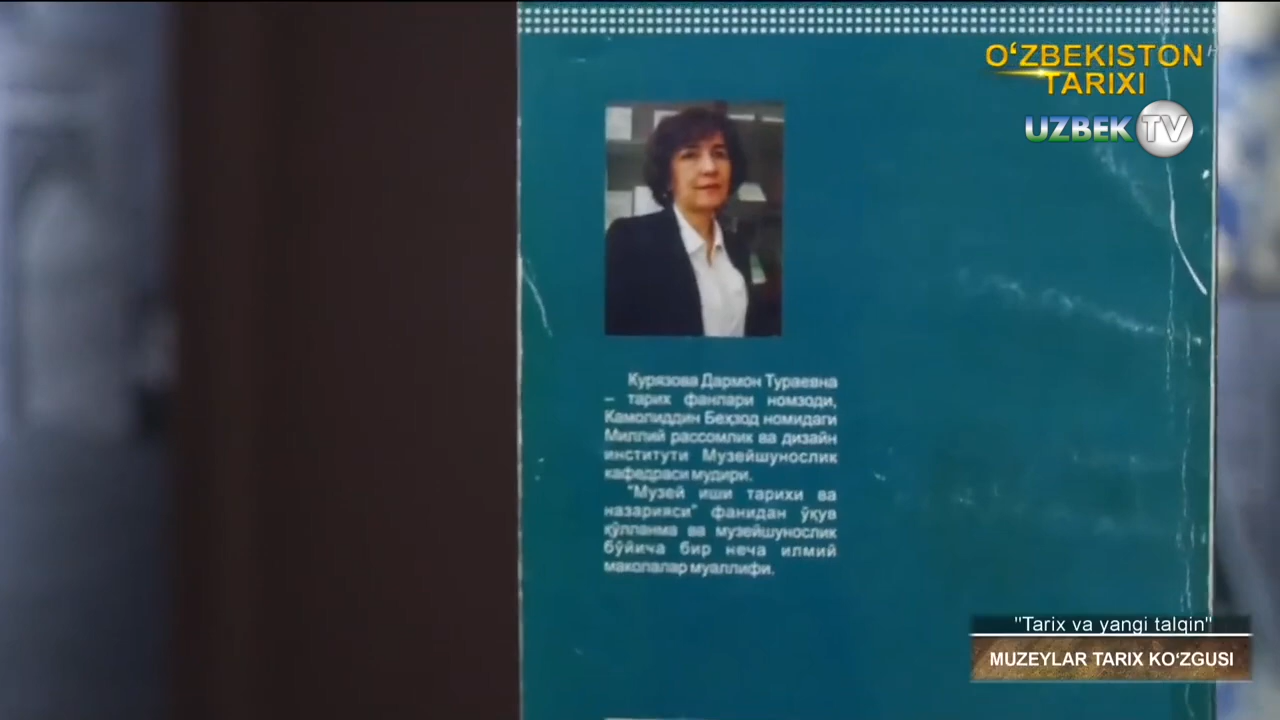 O‘ZBEKISTON
TARIXI
UZBEK TV
Курязова Дармон Тураевна
– тарих фанлари номзоди,
Камолиддин Беҳзод номидаги
Миллий рассомлик ва дизайн
институти Музейшунослик
кафедраси мудири.
"Музей иши тарихи ва
назарияси" фанидан ўқув
қўлланма ва музейшунослик
бўйича бир неча илмий
мақолалар муаллифи.
"Tarix va yangi talqin"
MUZEYLAR TARIX KO‘ZGUSI